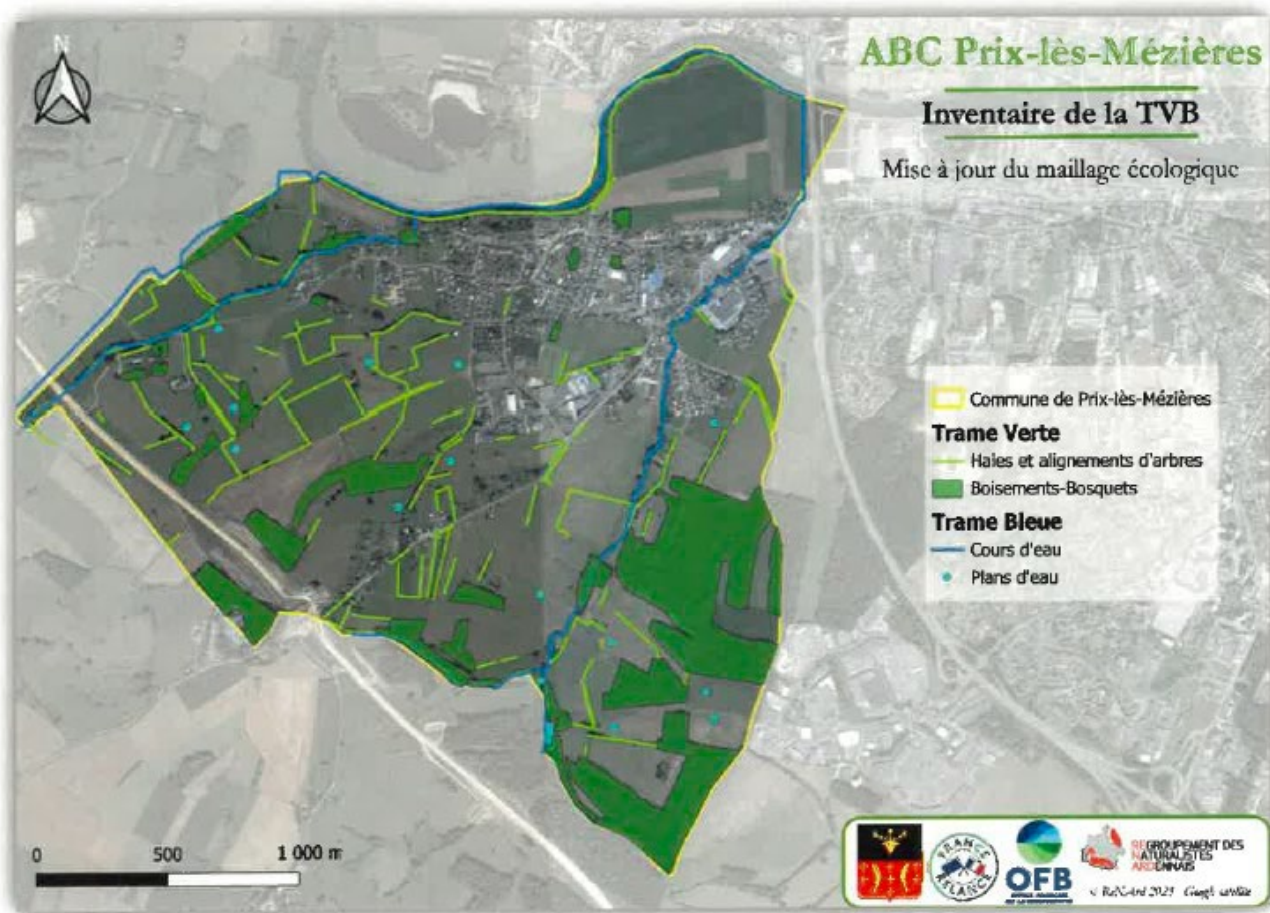 N
ABC Prix-lès-Mézières
Inventaire de la TVB
Mise à jour du maillage écologique
Commune de Prix-lès-Mézières
Trame Verte
Haies et alignements d'arbres
Boisements-Bosquets
Trame Bleue
Cours d'eau
Plans d'eau
0 500 1 000 m
FRANCE
RELANCE
OFB
REGROUPEMENT DES
NATURALISTES
ARDENNAIS